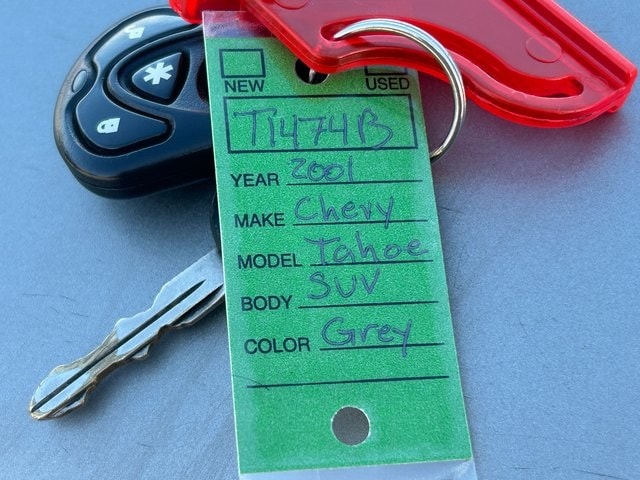 NEW USED
T1474B
YEAR 2001
MAKE Chevy
MODEL Tahoe
BODY SUV
COLOR Grey